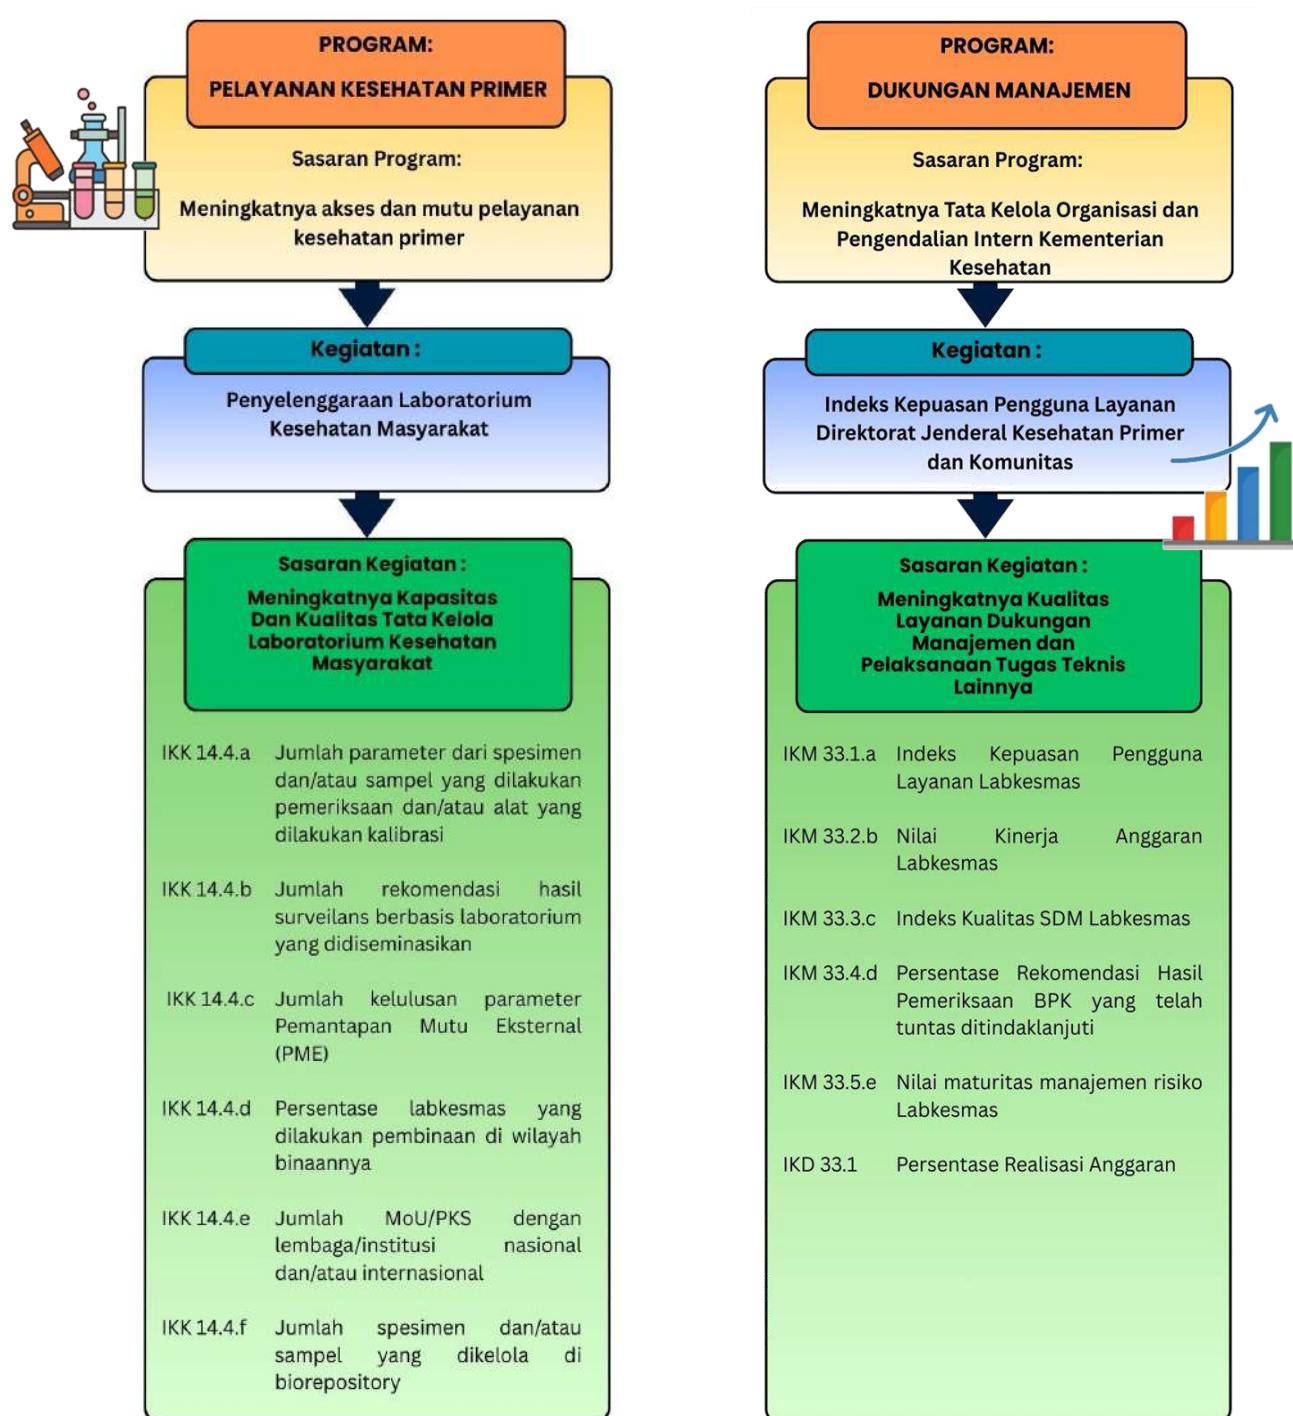 PROGRAM:
PELAYANAN KESEHATAN PRIMER
Sasaran Program:
Meningkatnya akses dan mutu pelayanan
kesehatan primer
Kegiatan :
Penyelenggaraan Laboratorium
Kesehatan Masyarakat
Sasaran Kegiatan :
Meningkatnya Kapasitas
Dan Kualitas Tata Kelola
Laboratorium Kesehatan
Masyarakat
IKK 14.4.a Jumlah parameter dari spesimen
dan/atau sampel yang dilakukan
pemeriksaan dan/atau alat yang
dilakukan kalibrasi
IKK 14.4.b Jumlah rekomendasi hasil
surveilans berbasis laboratorium
yang didiseminasikan
IKK 14.4.c Jumlah kelulusan parameter
Pemantapan Mutu Eksternal
(PME)
IKK 14.4.d Persentase labkesmas yang
dilakukan pembinaan di wilayah
binaannya
IKK 14.4.e Jumlah MoU/PKS dengan
lembaga/institusi nasional
dan/atau internasional
IKK 14.4.f Jumlah spesimen dan/atau
sampel yang dikelola di
biorepository
PROGRAM:
DUKUNGAN MANAJEMEN
Sasaran Program:
Meningkatnya Tata Kelola Organisasi dan
Pengendalian Intern Kementerian
Kesehatan
Kegiatan :
Indeks Kepuasan Pengguna Layanan
Direktorat Jenderal Kesehatan Primer
dan Komunitas
Sasaran Kegiatan :
Meningkatnya Kualitas
Layanan Dukungan
Manajemen dan
Pelaksanaan Tugas Teknis
Lainnya
IKM 33.1.a Indeks Kepuasan Pengguna
Layanan Labkesmas
IKM 33.2.b Nilai Kinerja Anggaran
Labkesmas
IKM 33.3.c Indeks Kualitas SDM Labkesmas
IKM 33.4.d Persentase Rekomendasi Hasil
Pemeriksaan BPK yang telah
tuntas ditindaklanjuti
IKM 33.5.e Nilai maturitas manajemen risiko
Labkesmas
IKD 33.1 Persentase Realisasi Anggaran